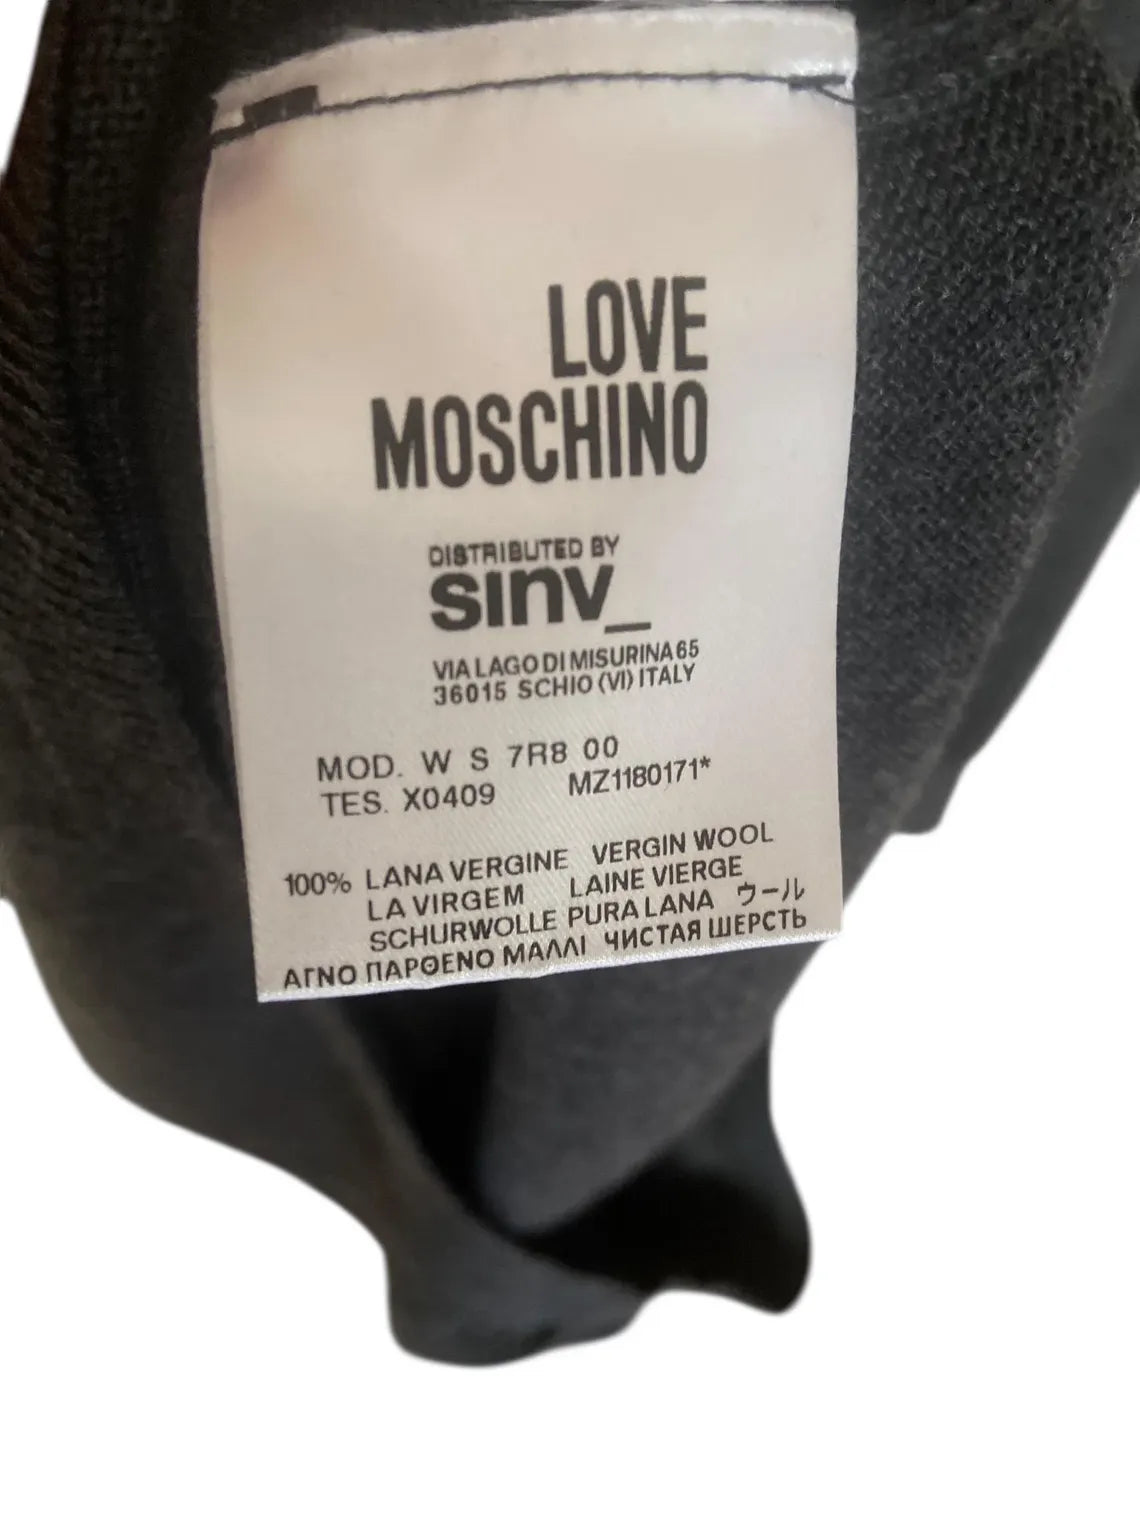 LOVE
MOSCHINO
DISTRIBUTED BY
sinv_
VIA LAGO DI MISURINA 65
36015 SCHIO (VI) ITALY
MOD. W S 7R8 00
TES. X0409 MZ1180171*
100% LANA VERGINE VERGIN WOOL
LA VIRGEM LAINE VIERGE
SCHURWOLLE PURA LANA ウール
ΑΓΝΟ ΠΑΡΘΕΝΟ ΜΑΛΛΙ ЧИСТАЯ ШЕРСТЬ